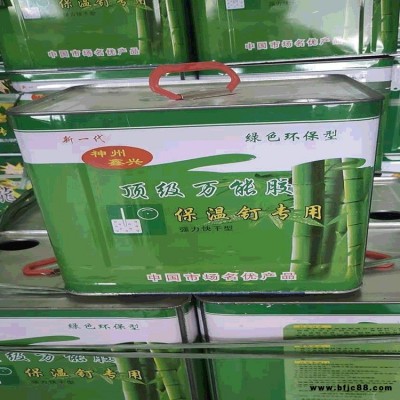 中国市场名优产品
新一代
绿色环保型
神州
鑫兴
顶级万能胶
保温钉专用
强力快干型
中国市场名优产品
绿色环保型
顶级万能胶
保温钉专用
www.bfjc88.com